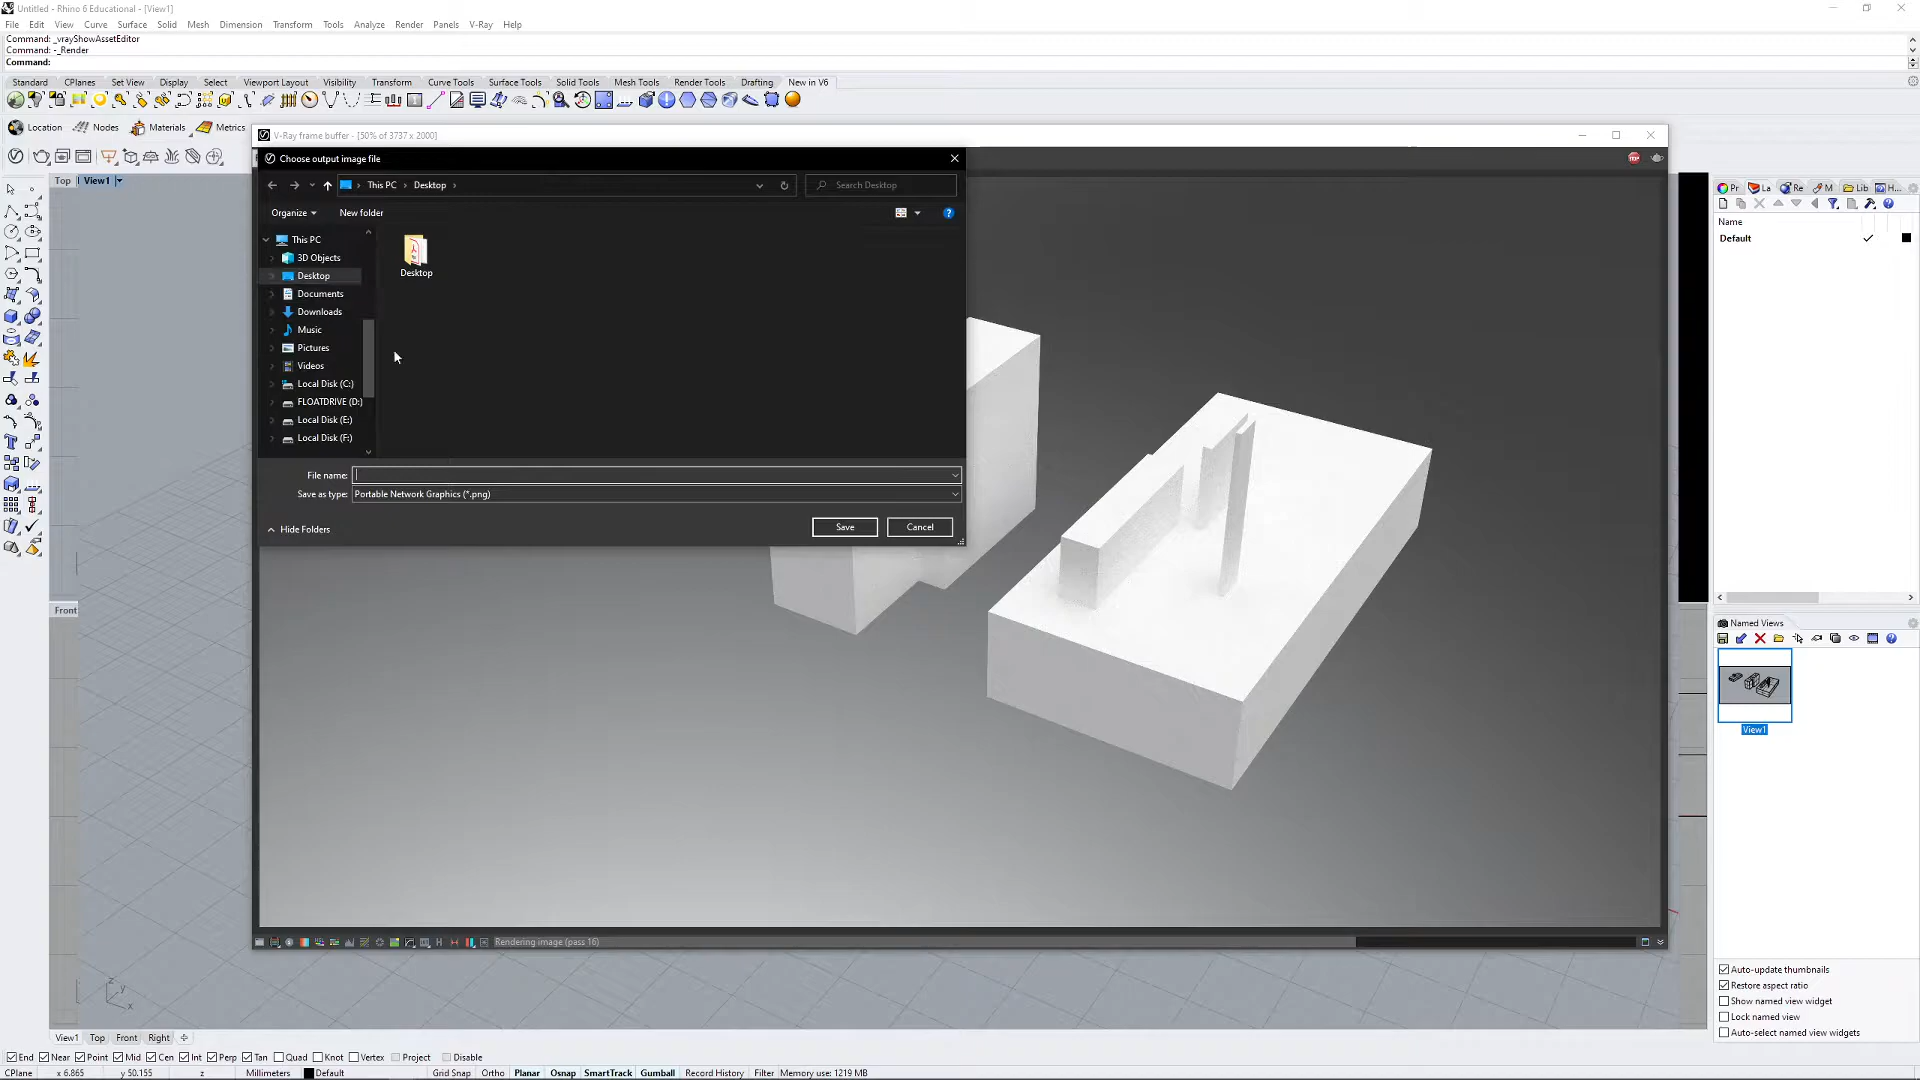 Untitled - Rhino 6 Educational - [View1]
File Edit View Curve Surface Solid Mesh Dimension Transform Tools Analyze Render Panels V-Ray Help
Command: _vrayShowAssetEditor
Command: -_Render
Command:
Standard CPlanes Set View Display Select Viewport Layout Visibility Transform Curve Tools Surface Tools Solid Tools Mesh Tools Render Tools Drafting New in V6
Location Nodes Materials Metrics
V-Ray frame buffer - [50% of 3737 x 2000]
Choose output image file
Top View1
This PC > Desktop >
Search Desktop
Organize New folder
This PC
3D Objects
Desktop
Documents
Downloads
Music
Pictures
Videos
Local Disk (C:)
FLOATDRIVE (D:)
Local Disk (E:)
Local Disk (F:)
Desktop
File name:
Save as type: Portable Network Graphics (*.png)
Hide Folders
Save Cancel
Front
Rendering image (pass 16)
Pr La Re M Lib H...
Name
Default
Named Views
View1
Auto-update thumbnails
Restore aspect ratio
Show named view widget
Lock named view
Auto-select named view widgets
z y x
View1 Top Front Right
End Near Point Mid Cen Int Perp Tan Quad Knot Vertex Project Disable
CPlane x 6.865 y 50.155 z Millimeters Default Grid Snap Ortho Planar Osnap SmartTrack Gumball Record History Filter Memory use: 1219 MB